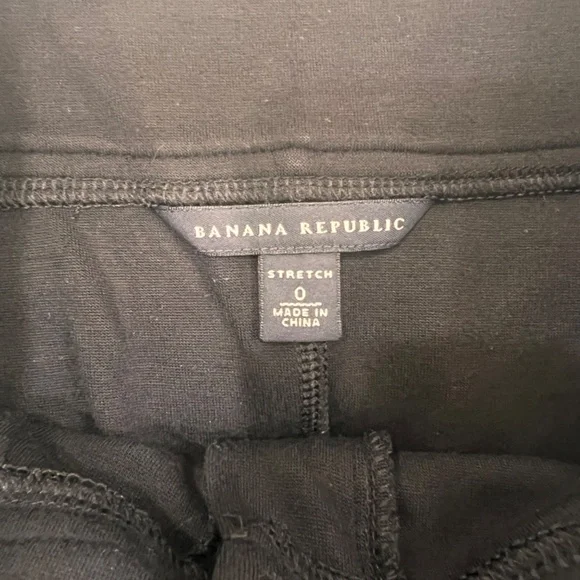 BANANA REPUBLIC
STRETCH
0
MADE IN
CHINA